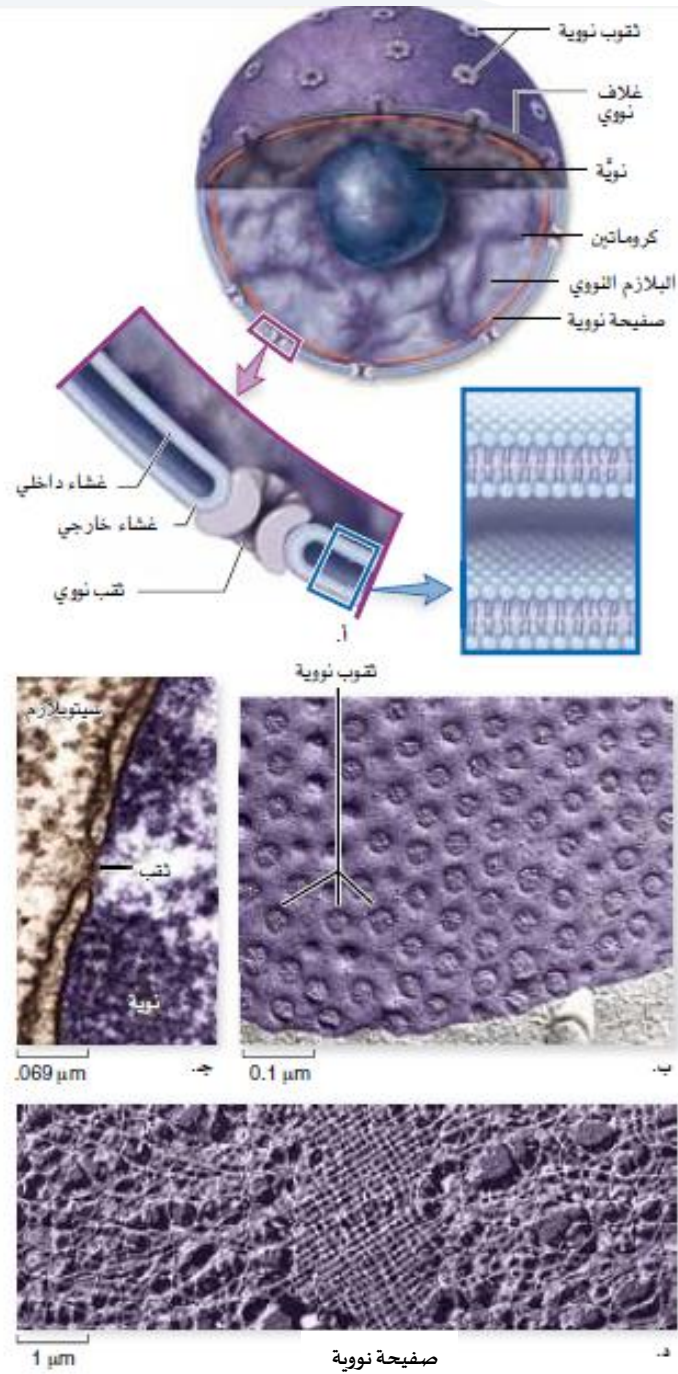 ثقوب نووية
غلاف
نووي
نويَّة
كروماتين
البلازم النووي
صفيحة نووية
غشاء داخلي
غشاء خارجي
ثقب نووي
أ.
ثقوب نووية
سيتوبلازم
ثقب
نوية
.069 µm
جـ.
0.1 µm
ب.
1 µm
صفيحة نووية
د.